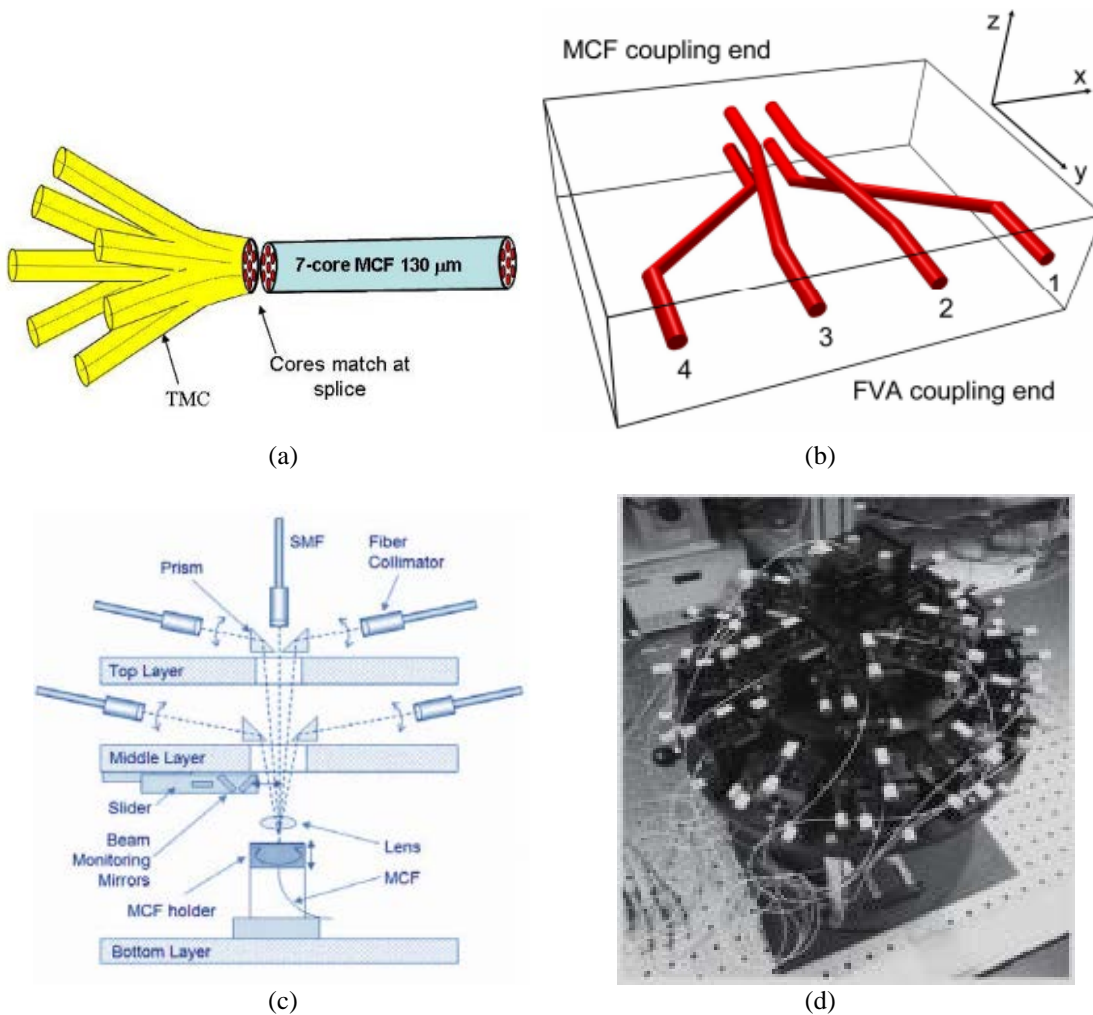 7-core MCF 130 μm
Cores match at
splice
TMC
(a)
MCF coupling end
z
x
y
1
2
3
4
FVA coupling end
(b)
SMF
Fiber
Collimator
Prism
Top Layer
Middle Layer
Slider
Beam
Monitoring
Mirrors
Lens
MCF
MCF holder
Bottom Layer
(c)
(d)